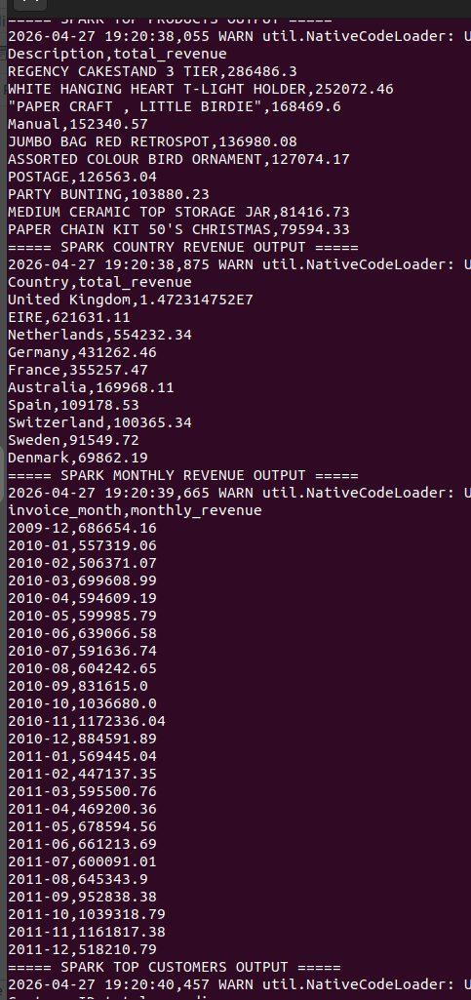 ===== SPARK TOP PRODUCTS OUTPUT =====
2026-04-27 19:20:38,055 WARN util.NativeCodeLoader: U
Description,total_revenue
REGENCY CAKESTAND 3 TIER,286486.3
WHITE HANGING HEART T-LIGHT HOLDER,252072.46
"PAPER CRAFT , LITTLE BIRDIE",168469.6
Manual,152340.57
JUMBO BAG RED RETROSPOT,136980.08
ASSORTED COLOUR BIRD ORNAMENT,127074.17
POSTAGE,126563.04
PARTY BUNTING,103880.23
MEDIUM CERAMIC TOP STORAGE JAR,81416.73
PAPER CHAIN KIT 50'S CHRISTMAS,79594.33
===== SPARK COUNTRY REVENUE OUTPUT =====
2026-04-27 19:20:38,875 WARN util.NativeCodeLoader: U
Country,total_revenue
United Kingdom,1.472314752E7
EIRE,621631.11
Netherlands,554232.34
Germany,431262.46
France,355257.47
Australia,169968.11
Spain,109178.53
Switzerland,100365.34
Sweden,91549.72
Denmark,69862.19
===== SPARK MONTHLY REVENUE OUTPUT =====
2026-04-27 19:20:39,665 WARN util.NativeCodeLoader: U
invoice_month,monthly_revenue
2009-12,686654.16
2010-01,557319.06
2010-02,506371.07
2010-03,699608.99
2010-04,594609.19
2010-05,599985.79
2010-06,639066.58
2010-07,591636.74
2010-08,604242.65
2010-09,831615.0
2010-10,1036680.0
2010-11,1172336.04
2010-12,884591.89
2011-01,569445.04
2011-02,447137.35
2011-03,595500.76
2011-04,469200.36
2011-05,678594.56
2011-06,661213.69
2011-07,600091.01
2011-08,645343.9
2011-09,952838.38
2011-10,1039318.79
2011-11,1161817.38
2011-12,518210.79
===== SPARK TOP CUSTOMERS OUTPUT =====
2026-04-27 19:20:40,457 WARN util.NativeCodeLoader: U